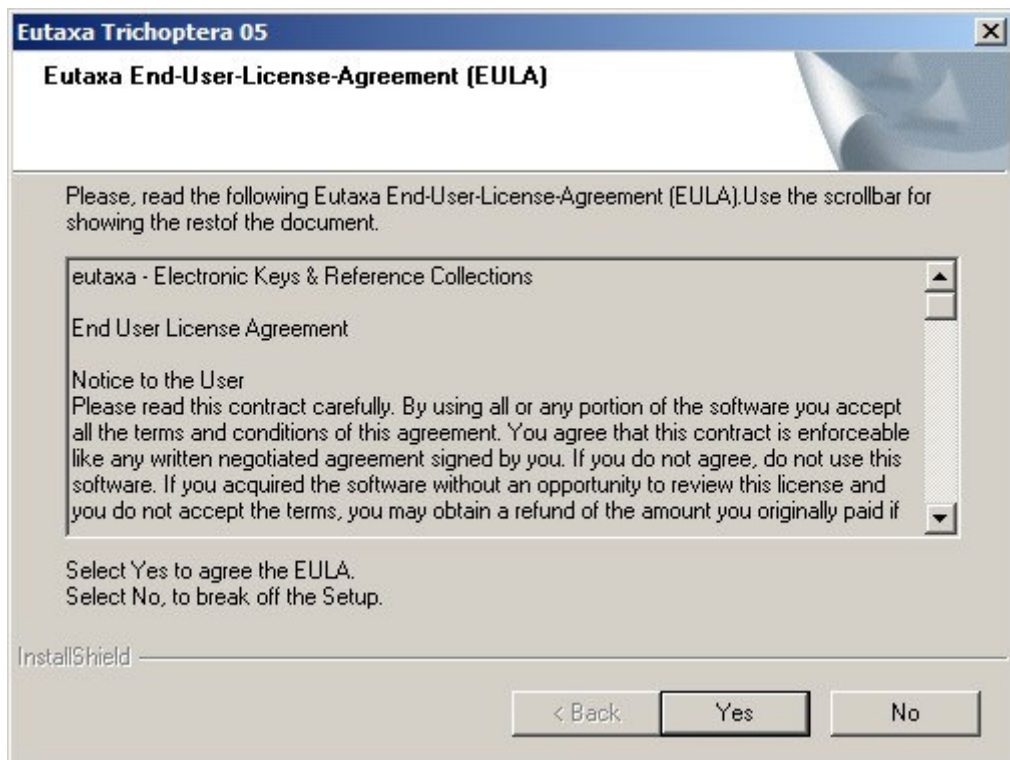 Eutaxa Trichoptera 05
Eutaxa End-User-License-Agreement (EULA)
Please, read the following Eutaxa End-User-License-Agreement (EULA).Use the scrollbar for
showing the restof the document.
eutaxa - Electronic Keys & Reference Collections
End User License Agreement
Notice to the User
Please read this contract carefully. By using all or any portion of the software you accept
all the terms and conditions of this agreement. You agree that this contract is enforceable
like any written negotiated agreement signed by you. If you do not agree, do not use this
software. If you acquired the software without an opportunity to review this license and
you do not accept the terms, you may obtain a refund of the amount you originally paid if
Select Yes to agree the EULA.
Select No, to break off the Setup.
InstallShield
< Back Yes No